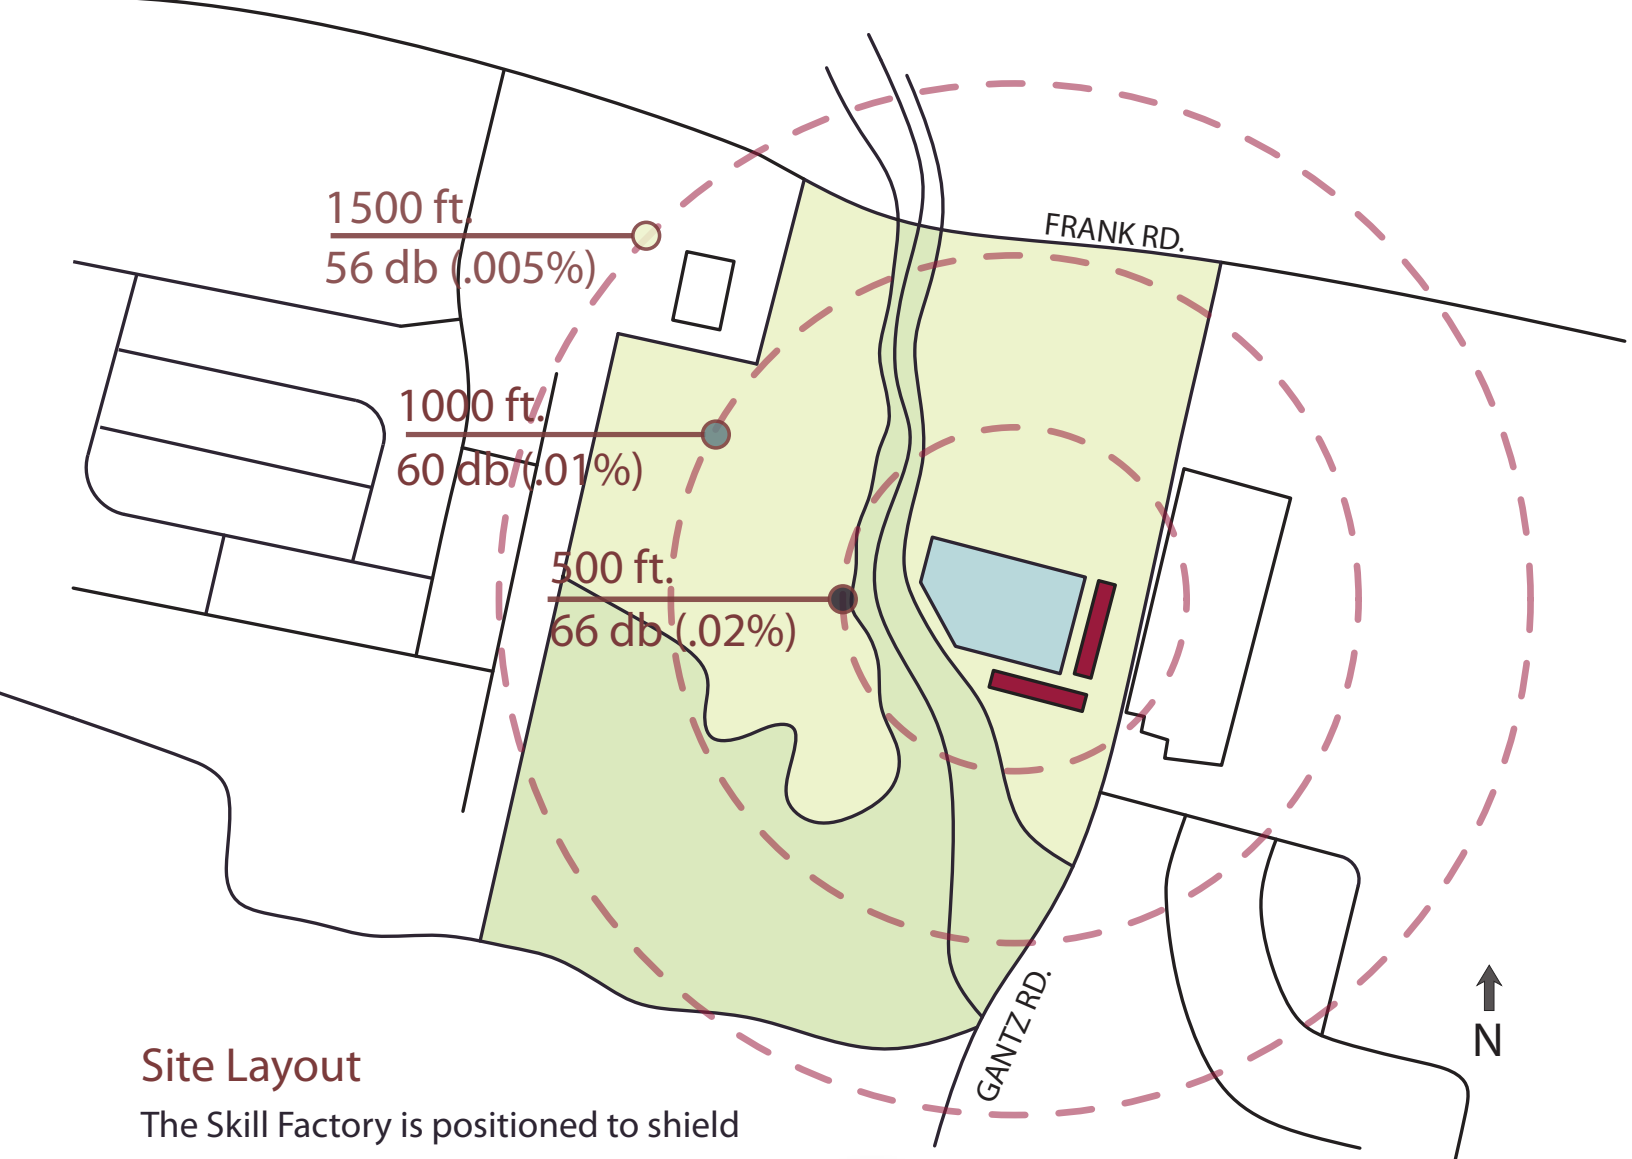 1500 ft.
56 db (.005%)
FRANK RD.
1000 ft.
60 db (.01%)
500 ft.
66 db (.02%)
GANTZ RD.
N
Site Layout
The Skill Factory is positioned to shield